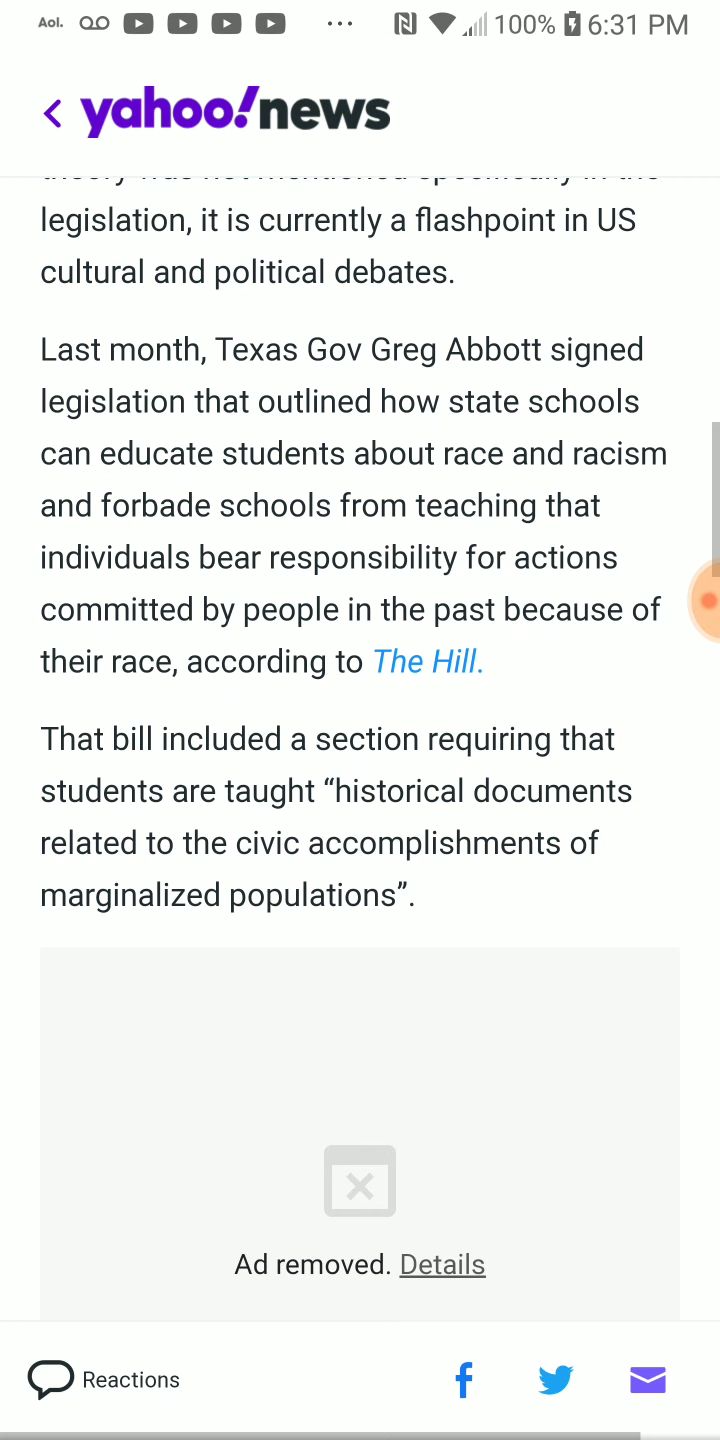 Aol.
100% 6:31 PM
yahoo!news
legislation, it is currently a flashpoint in US
cultural and political debates.
Last month, Texas Gov Greg Abbott signed
legislation that outlined how state schools
can educate students about race and racism
and forbade schools from teaching that
individuals bear responsibility for actions
committed by people in the past because of
their race, according to The Hill.
That bill included a section requiring that
students are taught “historical documents
related to the civic accomplishments of
marginalized populations”.
Ad removed. Details
Reactions